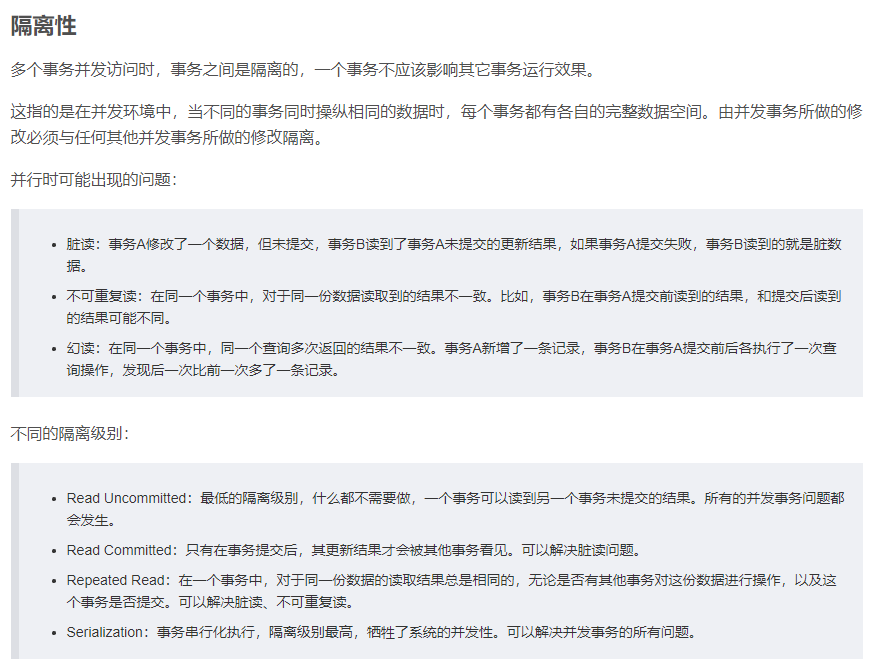 隔离性
多个事务并发访问时，事务之间是隔离的，一个事务不应该影响其它事务运行效果。
这指的是在并发环境中，当不同的事务同时操纵相同的数据时，每个事务都有各自的完整数据空间。由并发事务所做的修
改必须与任何其他并发事务所做的修改隔离。
并行时可能出现的问题：
• 脏读：事务A修改了一个数据，但未提交，事务B读到了事务A未提交的更新结果，如果事务A提交失败，事务B读到的就是脏数
据。
• 不可重复读：在同一个事务中，对于同一份数据读取到的结果不一致。比如，事务B在事务A提交前读到的结果，和提交后读到
的结果可能不同。
• 幻读：在同一个事务中，同一个查询多次返回的结果不一致。事务A新增了一条记录，事务B在事务A提交前后各执行了一次查
询操作，发现后一次比前一次多了一条记录。
不同的隔离级别：
• Read Uncommitted：最低的隔离级别，什么都不需要做，一个事务可以读到另一个事务未提交的结果。所有的并发事务问题都
会发生。
• Read Committed：只有在事务提交后，其更新结果才会被其他事务看见。可以解决脏读问题。
• Repeated Read：在一个事务中，对于同一份数据的读取结果总是相同的，无论是否有其他事务对这份数据进行操作，以及这
个事务是否提交。可以解决脏读、不可重复读。
• Serialization：事务串行化执行，隔离级别最高，牺牲了系统的并发性。可以解决并发事务的所有问题。